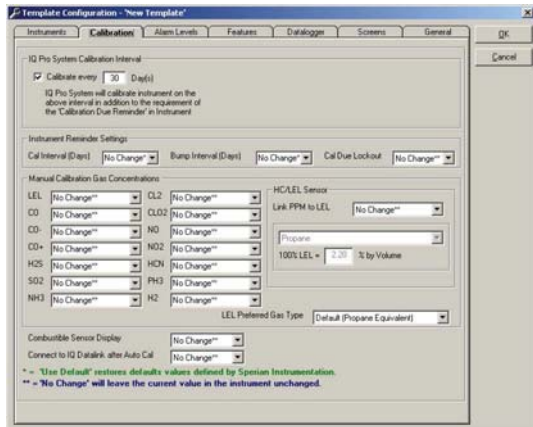 Template Configuration - 'New Template'
Instruments
Calibration
Alarm Levels
Features
Datalogger
Screens
General
OK
Cancel
IQ Pro System Calibration Interval
Calibrate every 30 Day(s)
IQ Pro System will calibrate instrument on the
above interval in addition to the requirement of
the 'Calibration Due Reminder' in Instrument
Instrument Reminder Settings
Cal Interval (Days) No Change* Bump Interval (Days) No Change* Cal Due Lockout No Change**
Manual Calibration Gas Concentrations
LEL No Change** CL2 No Change**
CO No Change** CLO2 No Change**
CO- No Change** NO No Change**
CO+ No Change** NO2 No Change**
H2S No Change** HCN No Change**
SO2 No Change** PH3 No Change**
NH3 No Change** H2 No Change**
HC/LEL Sensor
Link PPM to LEL No Change**
Propane
100% LEL = 2.20 % by Volume
LEL Preferred Gas Type Default (Propane Equivalent)
Combustible Sensor Display No Change**
Connect to IQ Datalink after Auto Cal No Change**
* = 'Use Default' restores defaults values defined by Sperian Instrumentation.
** = 'No Change' will leave the current value in the instrument unchanged.